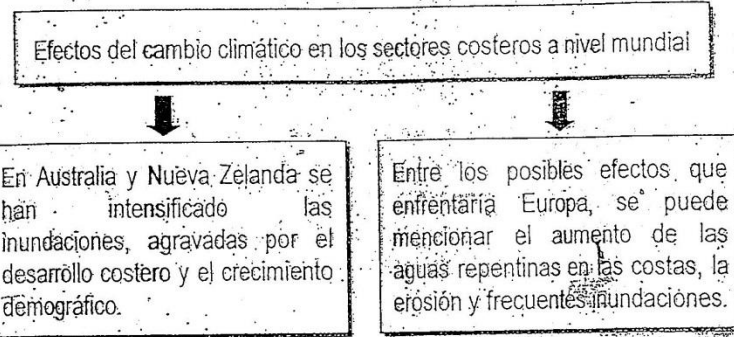 Efectos del cambio climático en los sectores costeros a nivel mundial
En Australia y Nueva Zelanda se
han intensificado las
inundaciones, agravadas por el
desarrollo costero y el crecimiento
demográfico.
Entre los posibles efectos que
enfrentaría Europa, se puede
mencionar el aumento de las
aguas repentinas en las costas, la
erosión y frecuentes inundaciones.